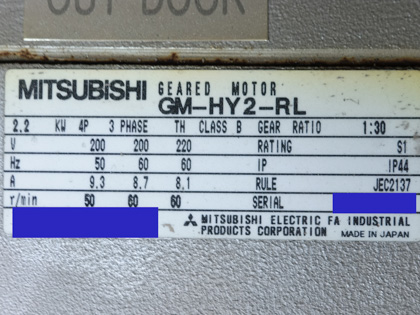 OUT DOOR
MITSUBISHI GEARED MOTOR
GM-HY2-RL
2.2 KW 4P 3 PHASE TH CLASS B GEAR RATIO 1:30
V 200 200 220 RATING S1
Hz 50 60 60 IP IP44
A 9.3 8.7 8.1 RULE JEC2137
r/min 50 60 60 SERIAL
MITSUBISHI ELECTRIC FA INDUSTRIAL
PRODUCTS CORPORATION MADE IN JAPAN